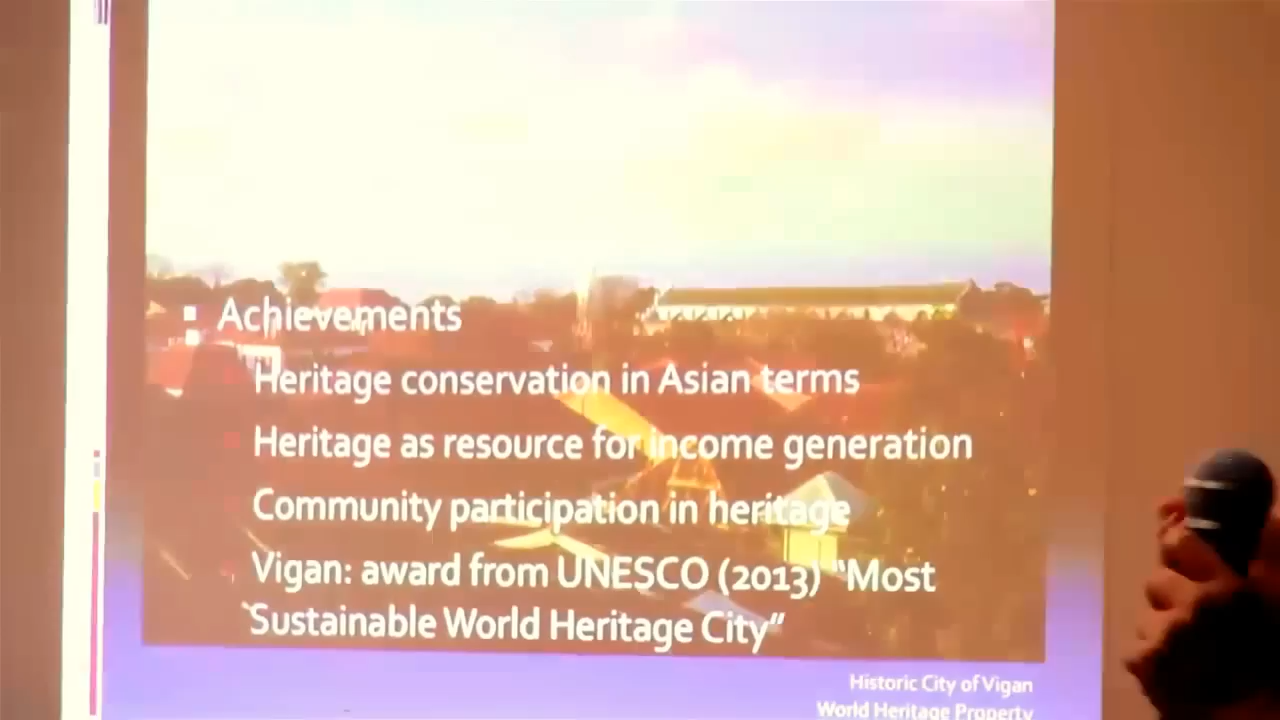 Achievements
Heritage conservation in Asian terms
Heritage as resource for income generation
Community participation in heritage
Vigan: award from UNESCO (2013) “Most
Sustainable World Heritage City”
Historic City of Vigan
World Heritage Property